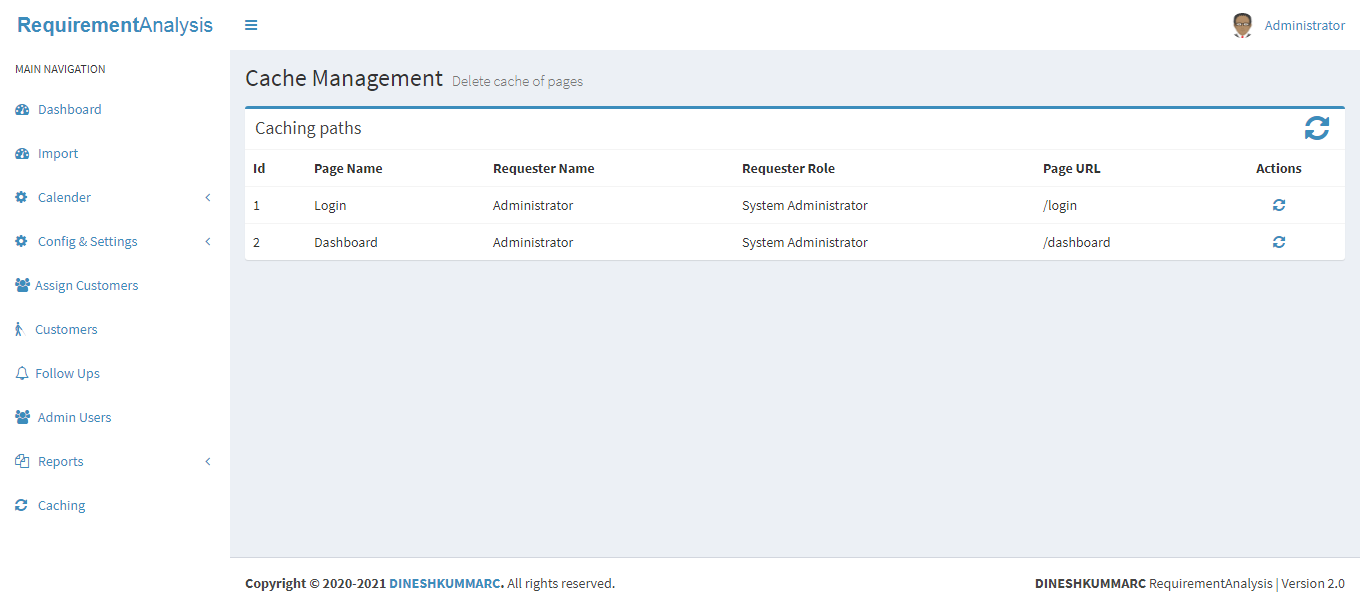 RequirementAnalysis
Administrator
MAIN NAVIGATION
Dashboard
Import
Calender
Config & Settings
Assign Customers
Customers
Follow Ups
Admin Users
Reports
Caching
Cache Management Delete cache of pages
Caching paths
Id Page Name Requester Name Requester Role Page URL Actions
1 Login Administrator System Administrator /login
2 Dashboard Administrator System Administrator /dashboard
Copyright © 2020-2021 DINESHKUMMARC. All rights reserved.
DINESHKUMMARC RequirementAnalysis | Version 2.0